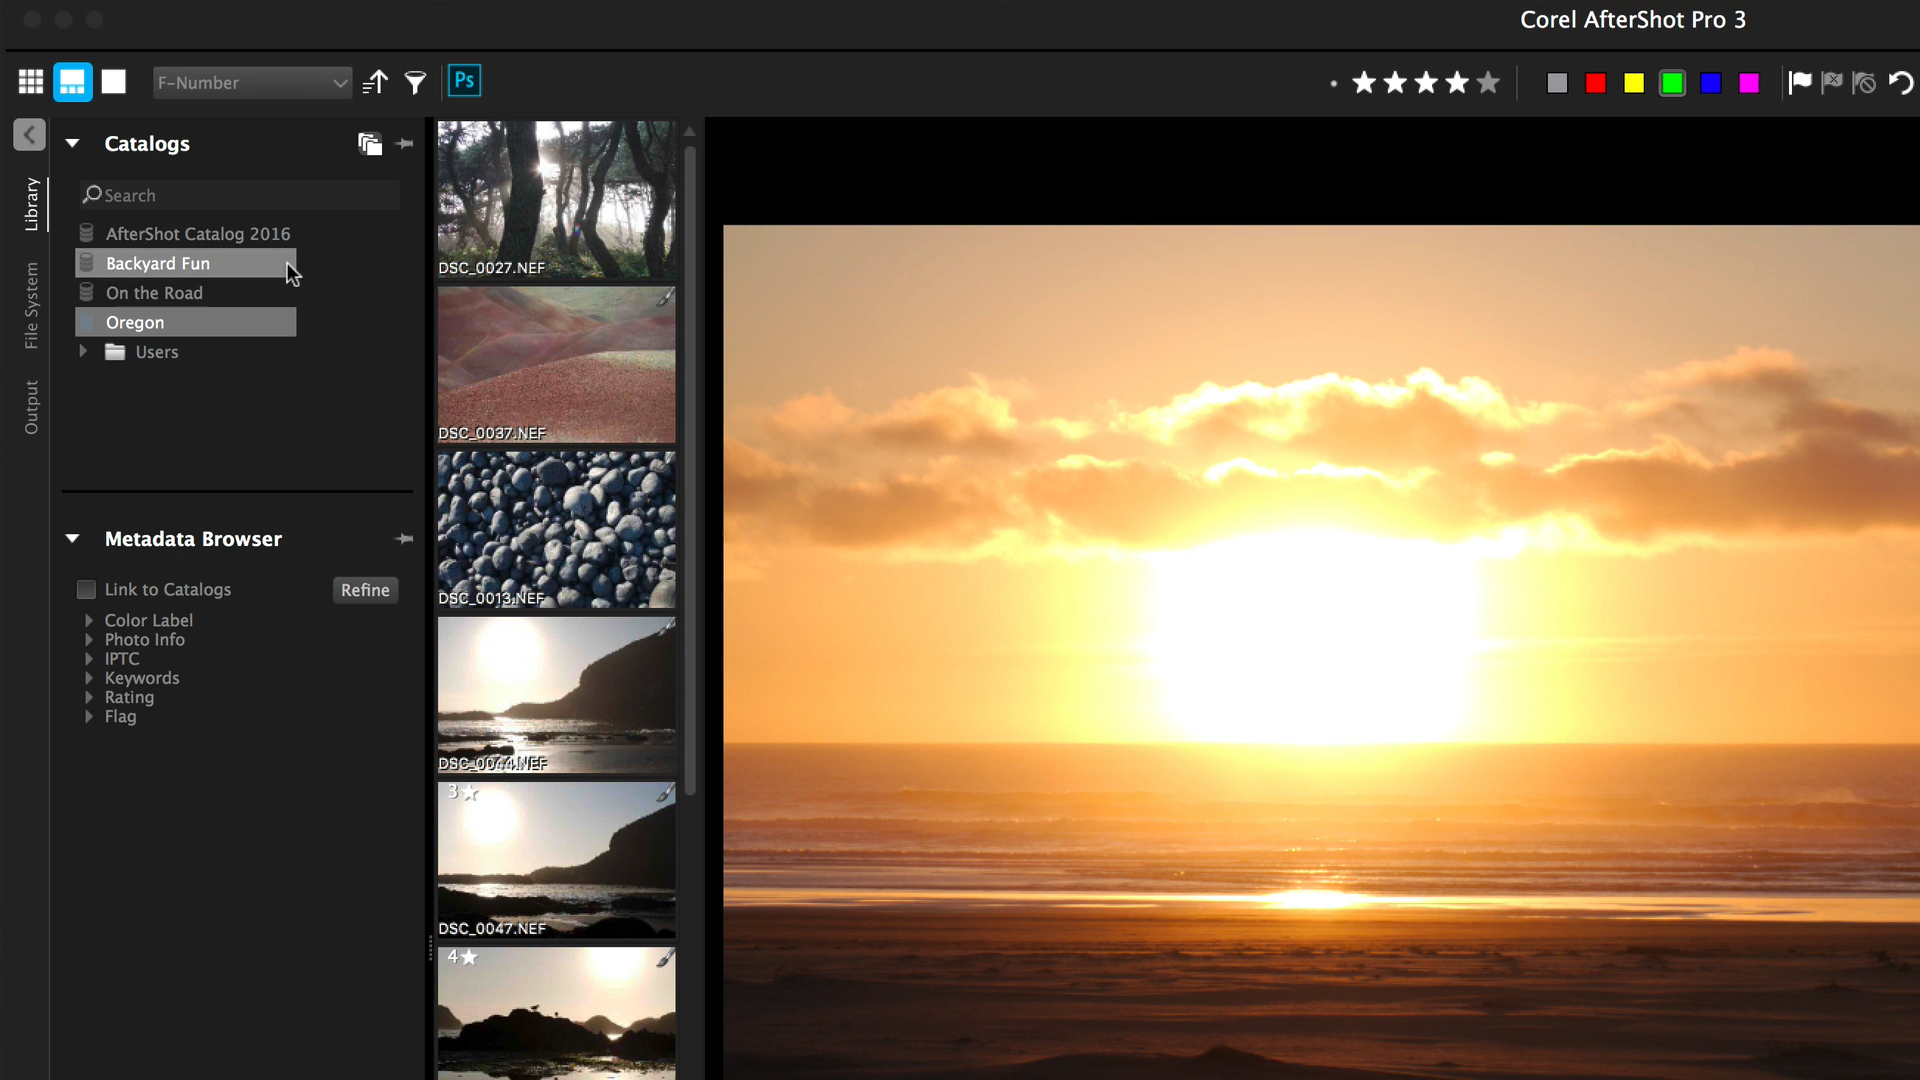 Corel AfterShot Pro 3
F-Number
Ps
Catalogs
Search
AfterShot Catalog 2016
Backyard Fun
On the Road
Oregon
Users
Library
File System
Output
Metadata Browser
Link to Catalogs
Refine
Color Label
Photo Info
IPTC
Keywords
Rating
Flag
DSC_0027.NEF
DSC_0037.NEF
DSC_0013.NEF
DSC_0044.NEF
3
DSC_0047.NEF
4